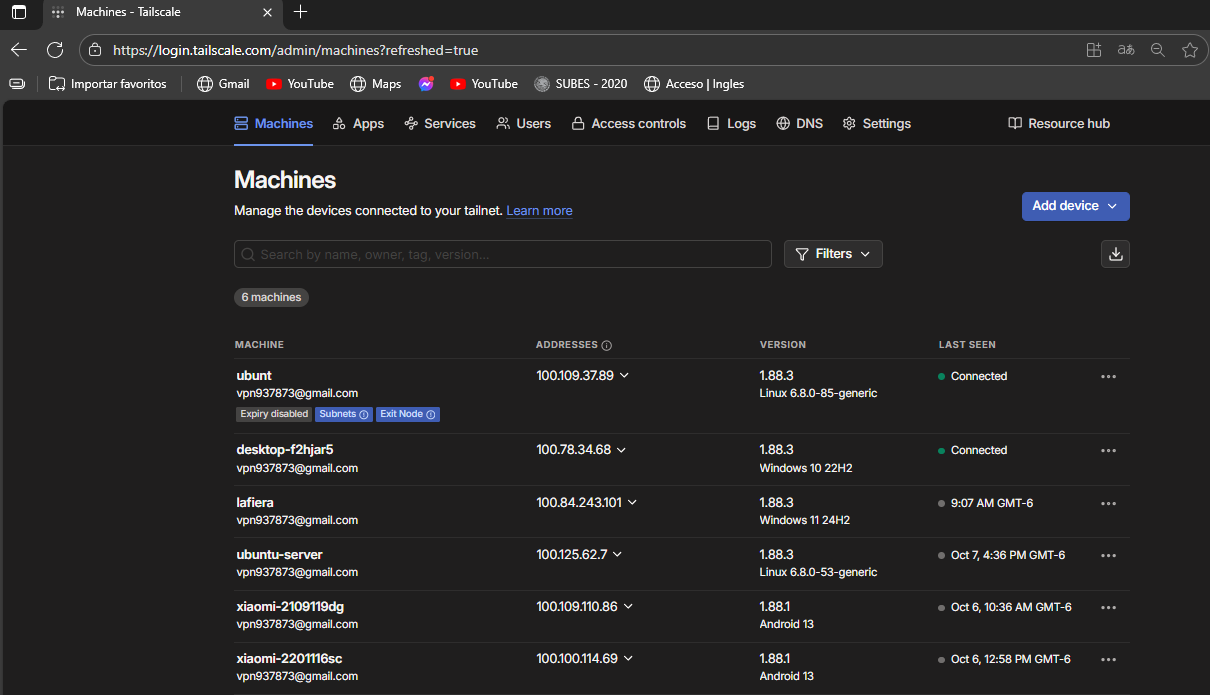 Machines - Tailscale
https://login.tailscale.com/admin/machines?refreshed=true
Importar favoritos Gmail YouTube Maps YouTube SUBES - 2020 Acceso | Ingles
Machines Apps Services Users Access controls Logs DNS Settings Resource hub
Machines
Manage the devices connected to your tailnet. Learn more
Add device
Search by name, owner, tag, version...
Filters
6 machines
MACHINE ADDRESSES VERSION LAST SEEN
ubunt 100.109.37.89 1.88.3 Connected
vpn937873@gmail.com Linux 6.8.0-85-generic
Expiry disabled Subnets Exit Node
desktop-f2hjar5 100.78.34.68 1.88.3 Connected
vpn937873@gmail.com Windows 10 22H2
lafiera 100.84.243.101 1.88.3 9:07 AM GMT-6
vpn937873@gmail.com Windows 11 24H2
ubuntu-server 100.125.62.7 1.88.3 Oct 7, 4:36 PM GMT-6
vpn937873@gmail.com Linux 6.8.0-53-generic
xiaomi-2109119dg 100.109.110.86 1.88.1 Oct 6, 10:36 AM GMT-6
vpn937873@gmail.com Android 13
xiaomi-2201116sc 100.100.114.69 1.88.1 Oct 6, 12:58 PM GMT-6
vpn937873@gmail.com Android 13